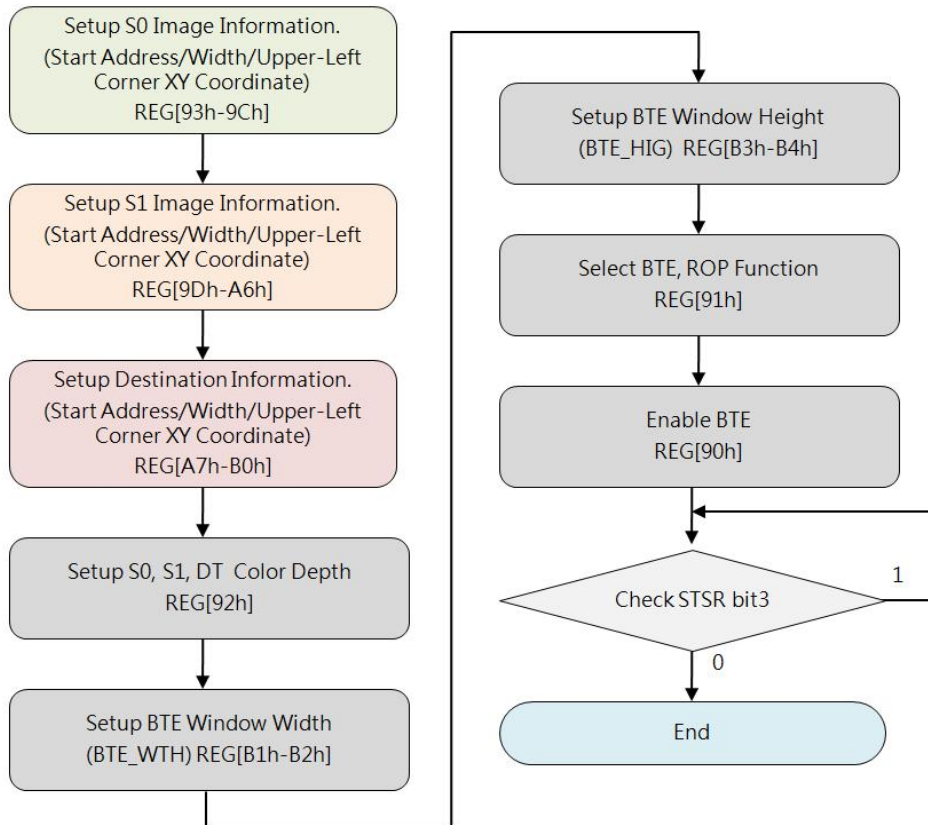 Setup S0 Image Information.
(Start Address/Width/Upper-Left
Corner XY Coordinate)
REG[93h-9Ch]
Setup S1 Image Information.
(Start Address/Width/Upper-Left
Corner XY Coordinate)
REG[9Dh-A6h]
Setup Destination Information.
(Start Address/Width/Upper-Left
Corner XY Coordinate)
REG[A7h-B0h]
Setup S0, S1, DT Color Depth
REG[92h]
Setup BTE Window Width
(BTE_WTH) REG[B1h-B2h]
Setup BTE Window Height
(BTE_HIG) REG[B3h-B4h]
Select BTE, ROP Function
REG[91h]
Enable BTE
REG[90h]
Check STSR bit3
1
0
End